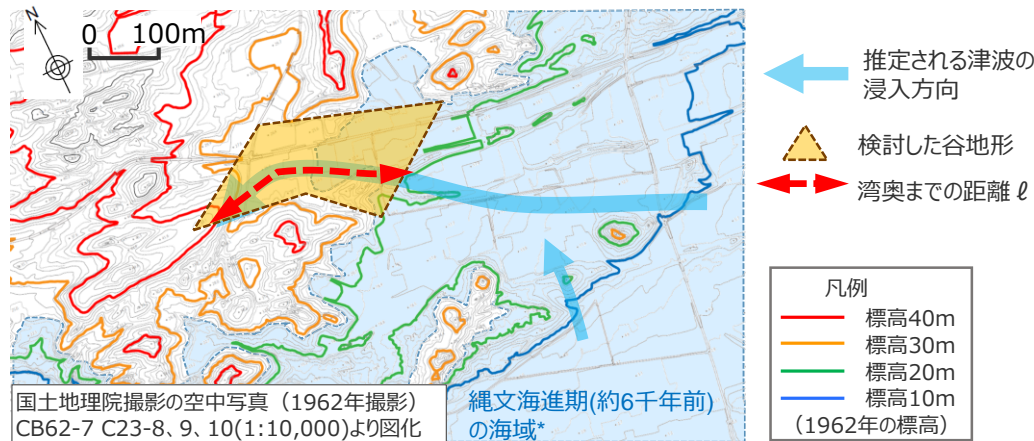 0 100m
推定される津波の
浸入方向
検討した谷地形
湾奥までの距離ℓ
凡例
標高40m
標高30m
標高20m
標高10m
(1962年の標高)
国土地理院撮影の空中写真（1962年撮影）
CB62-7 C23-8、9、10(1:10,000)より図化
縄文海進期(約6千年前)
の海域*